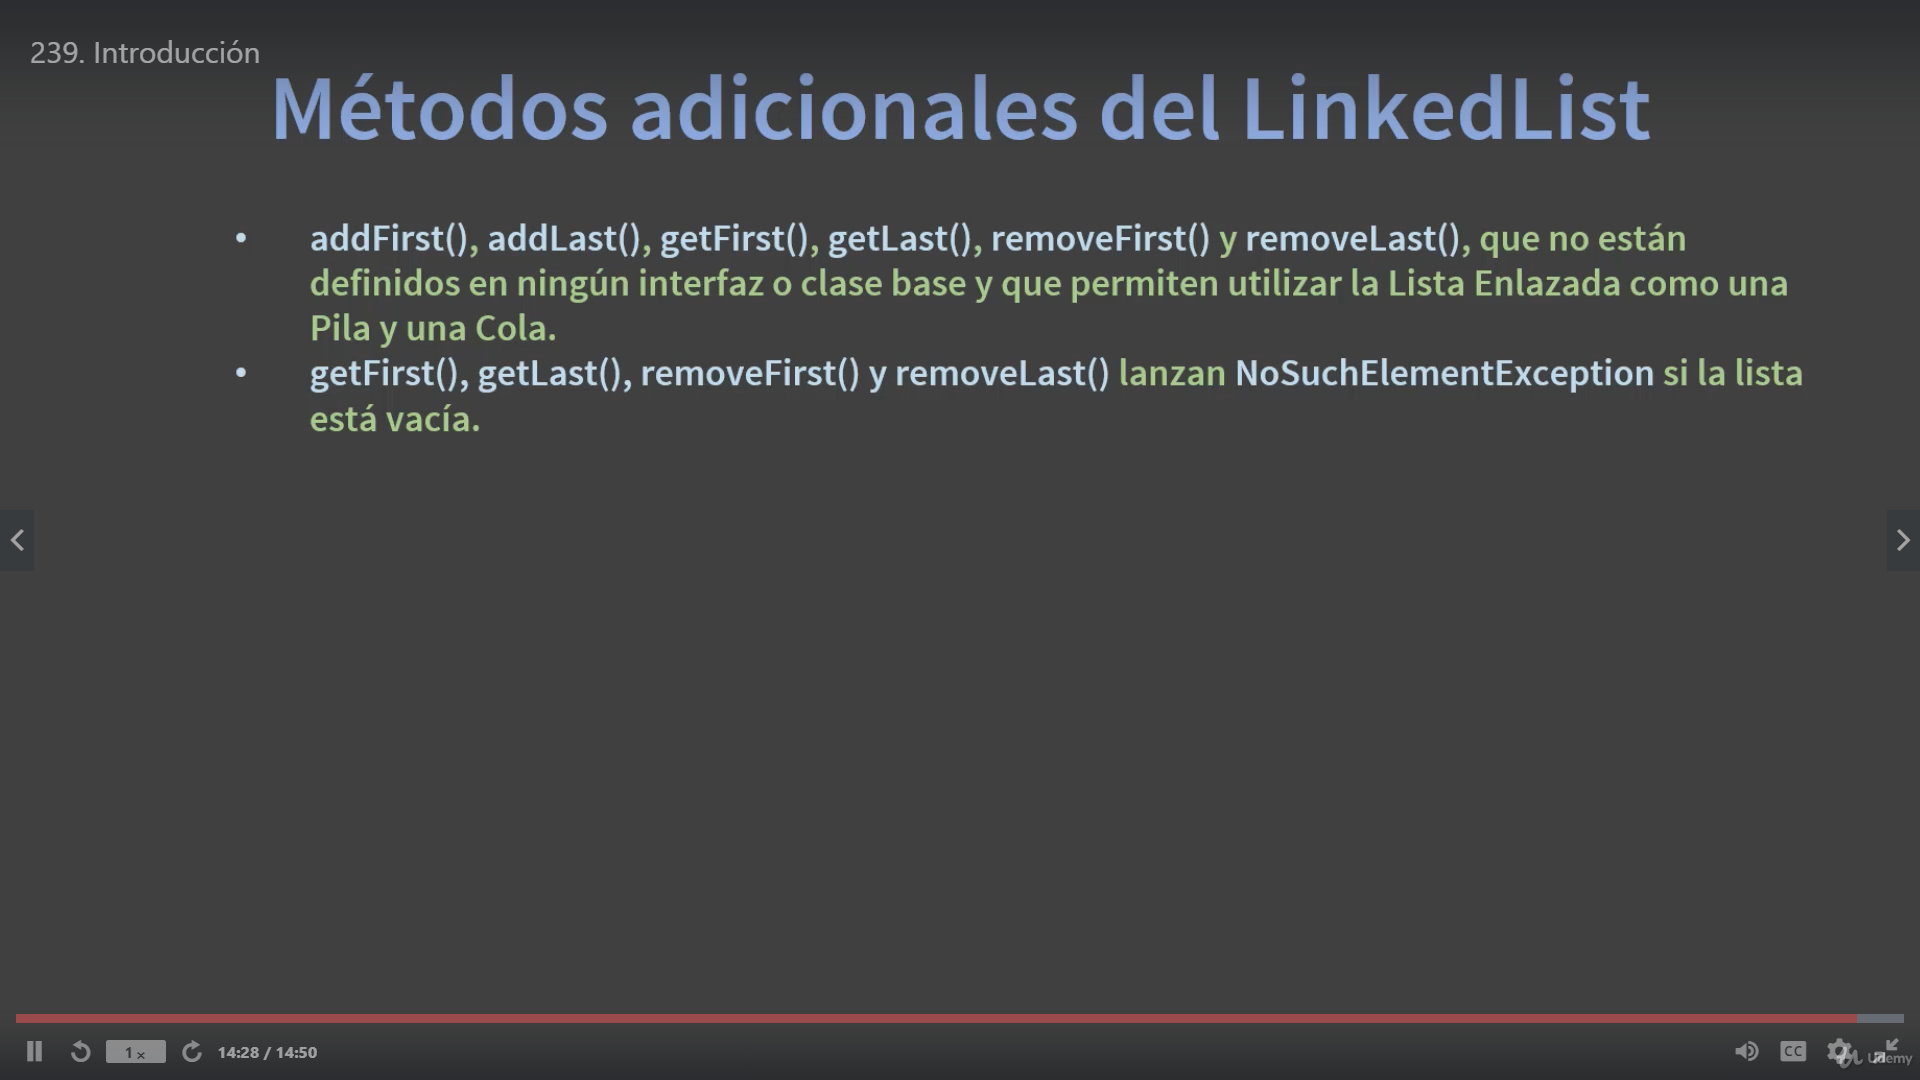 239. Introducción
Métodos adicionales del LinkedList
• addFirst(), addLast(), getFirst(), getLast(), removeFirst() y removeLast(), que no están
definidos en ningún interfaz o clase base y que permiten utilizar la Lista Enlazada como una
Pila y una Cola.
• getFirst(), getLast(), removeFirst() y removeLast() lanzan NoSuchElementException si la lista
está vacía.
1 x
14:28 / 14:50
CC
Udemy